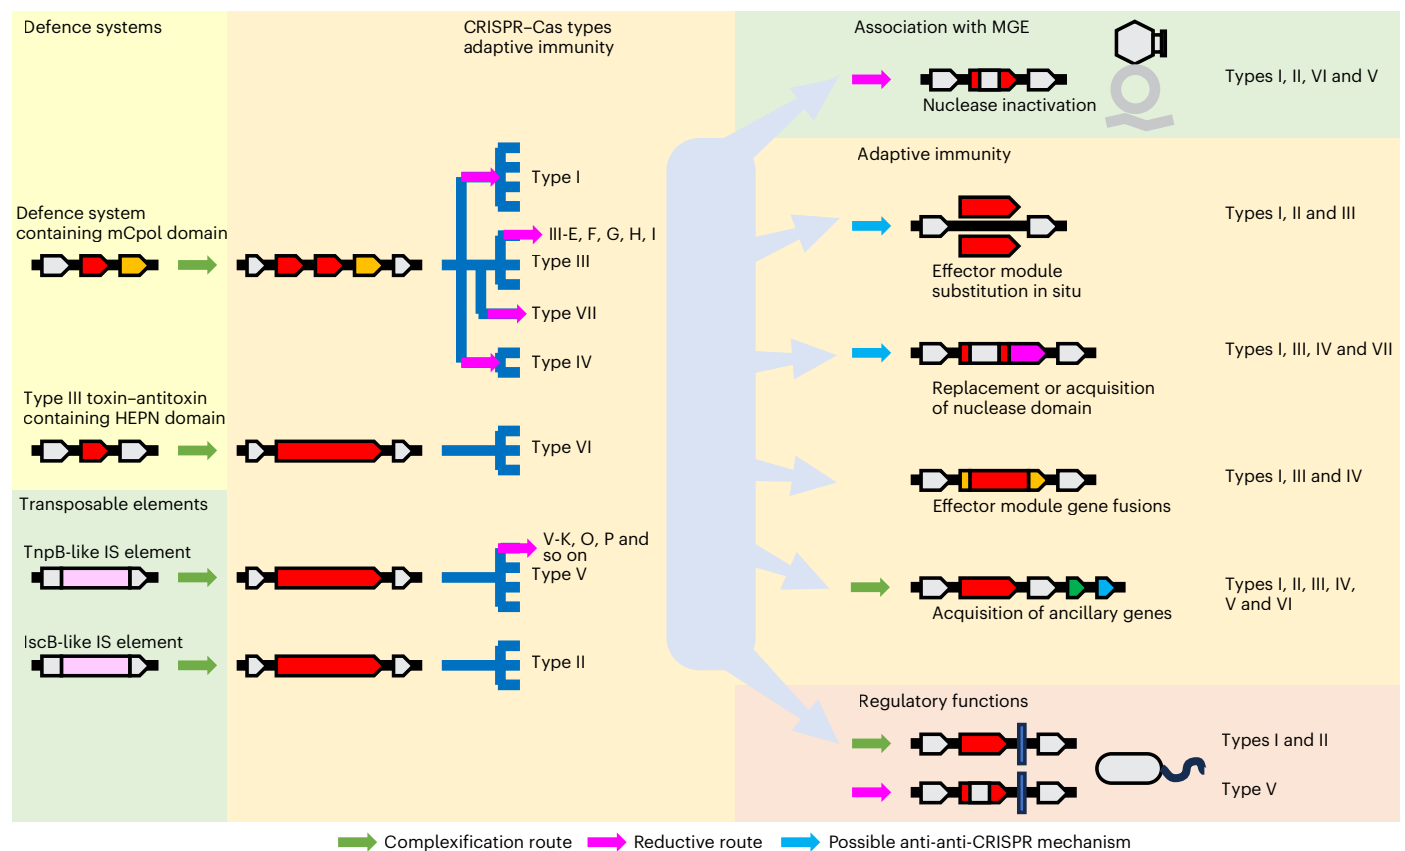 Defence systems
CRISPR–Cas types
adaptive immunity
Association with MGE
Types I, II, VI and V
Nuclease inactivation
Adaptive immunity
Type I
Defence system
containing mCpol domain
III-E, F, G, H, I
Type III
Type VII
Type IV
Types I, II and III
Effector module
substitution in situ
Types I, III, IV and VII
Replacement or acquisition
of nuclease domain
Type III toxin–antitoxin
containing HEPN domain
Type VI
Types I, III and IV
Effector module gene fusions
Transposable elements
TnpB-like IS element
V-K, O, P and
so on
Type V
Types I, II, III, IV,
V and VI
Acquisition of ancillary genes
IscB-like IS element
Type II
Regulatory functions
Types I and II
Type V
Complexification route
Reductive route
Possible anti-anti-CRISPR mechanism